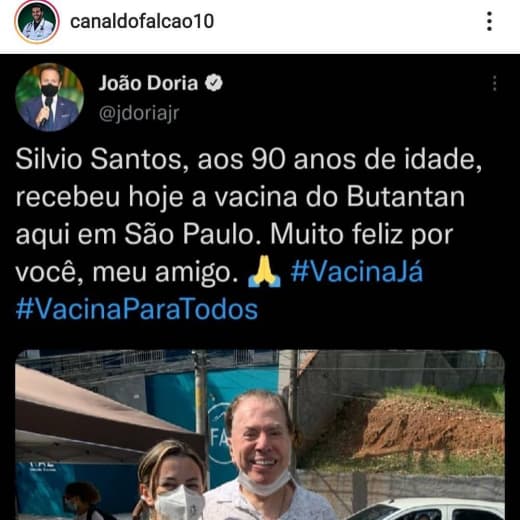 canaldofalcao10
João Doria
@jdoriajr
Silvio Santos, aos 90 anos de idade,
recebeu hoje a vacina do Butantan
aqui em São Paulo. Muito feliz por
você, meu amigo. 🙏 #VacinaJá
#VacinaParaTodos
FA